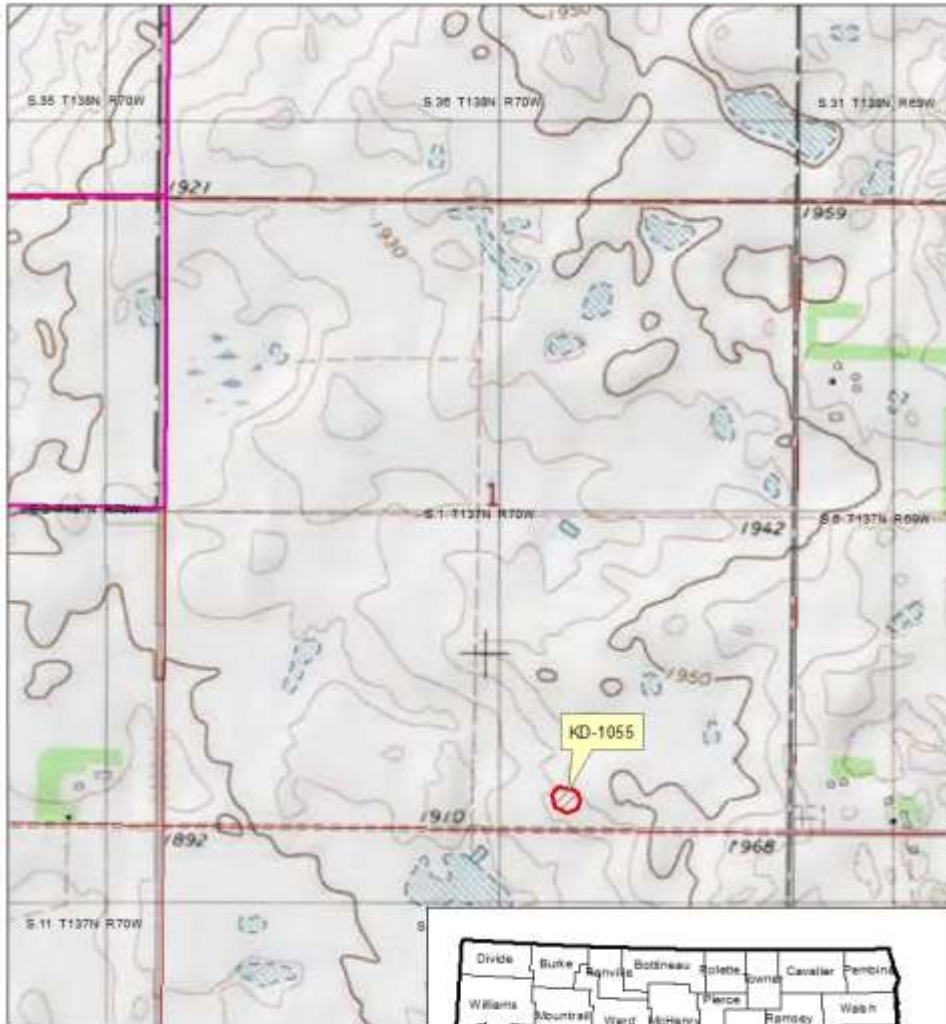 1950
S.35 T138N R70W
S.36 T138N R70W
S.31 T138N R69W
1921
1959
1930
1
S.1 T137N R70W
1942
S.6 T137N R69W
1950
KD-1055
1910
1892
1968
S.11 T137N R70W
S
Divide
Burke
Renville
Bottineau
Rolette
Towner
Cavalier
Pembina
Williams
Mountrail
Ward
McHenry
Pierce
Ramsey
Walsh